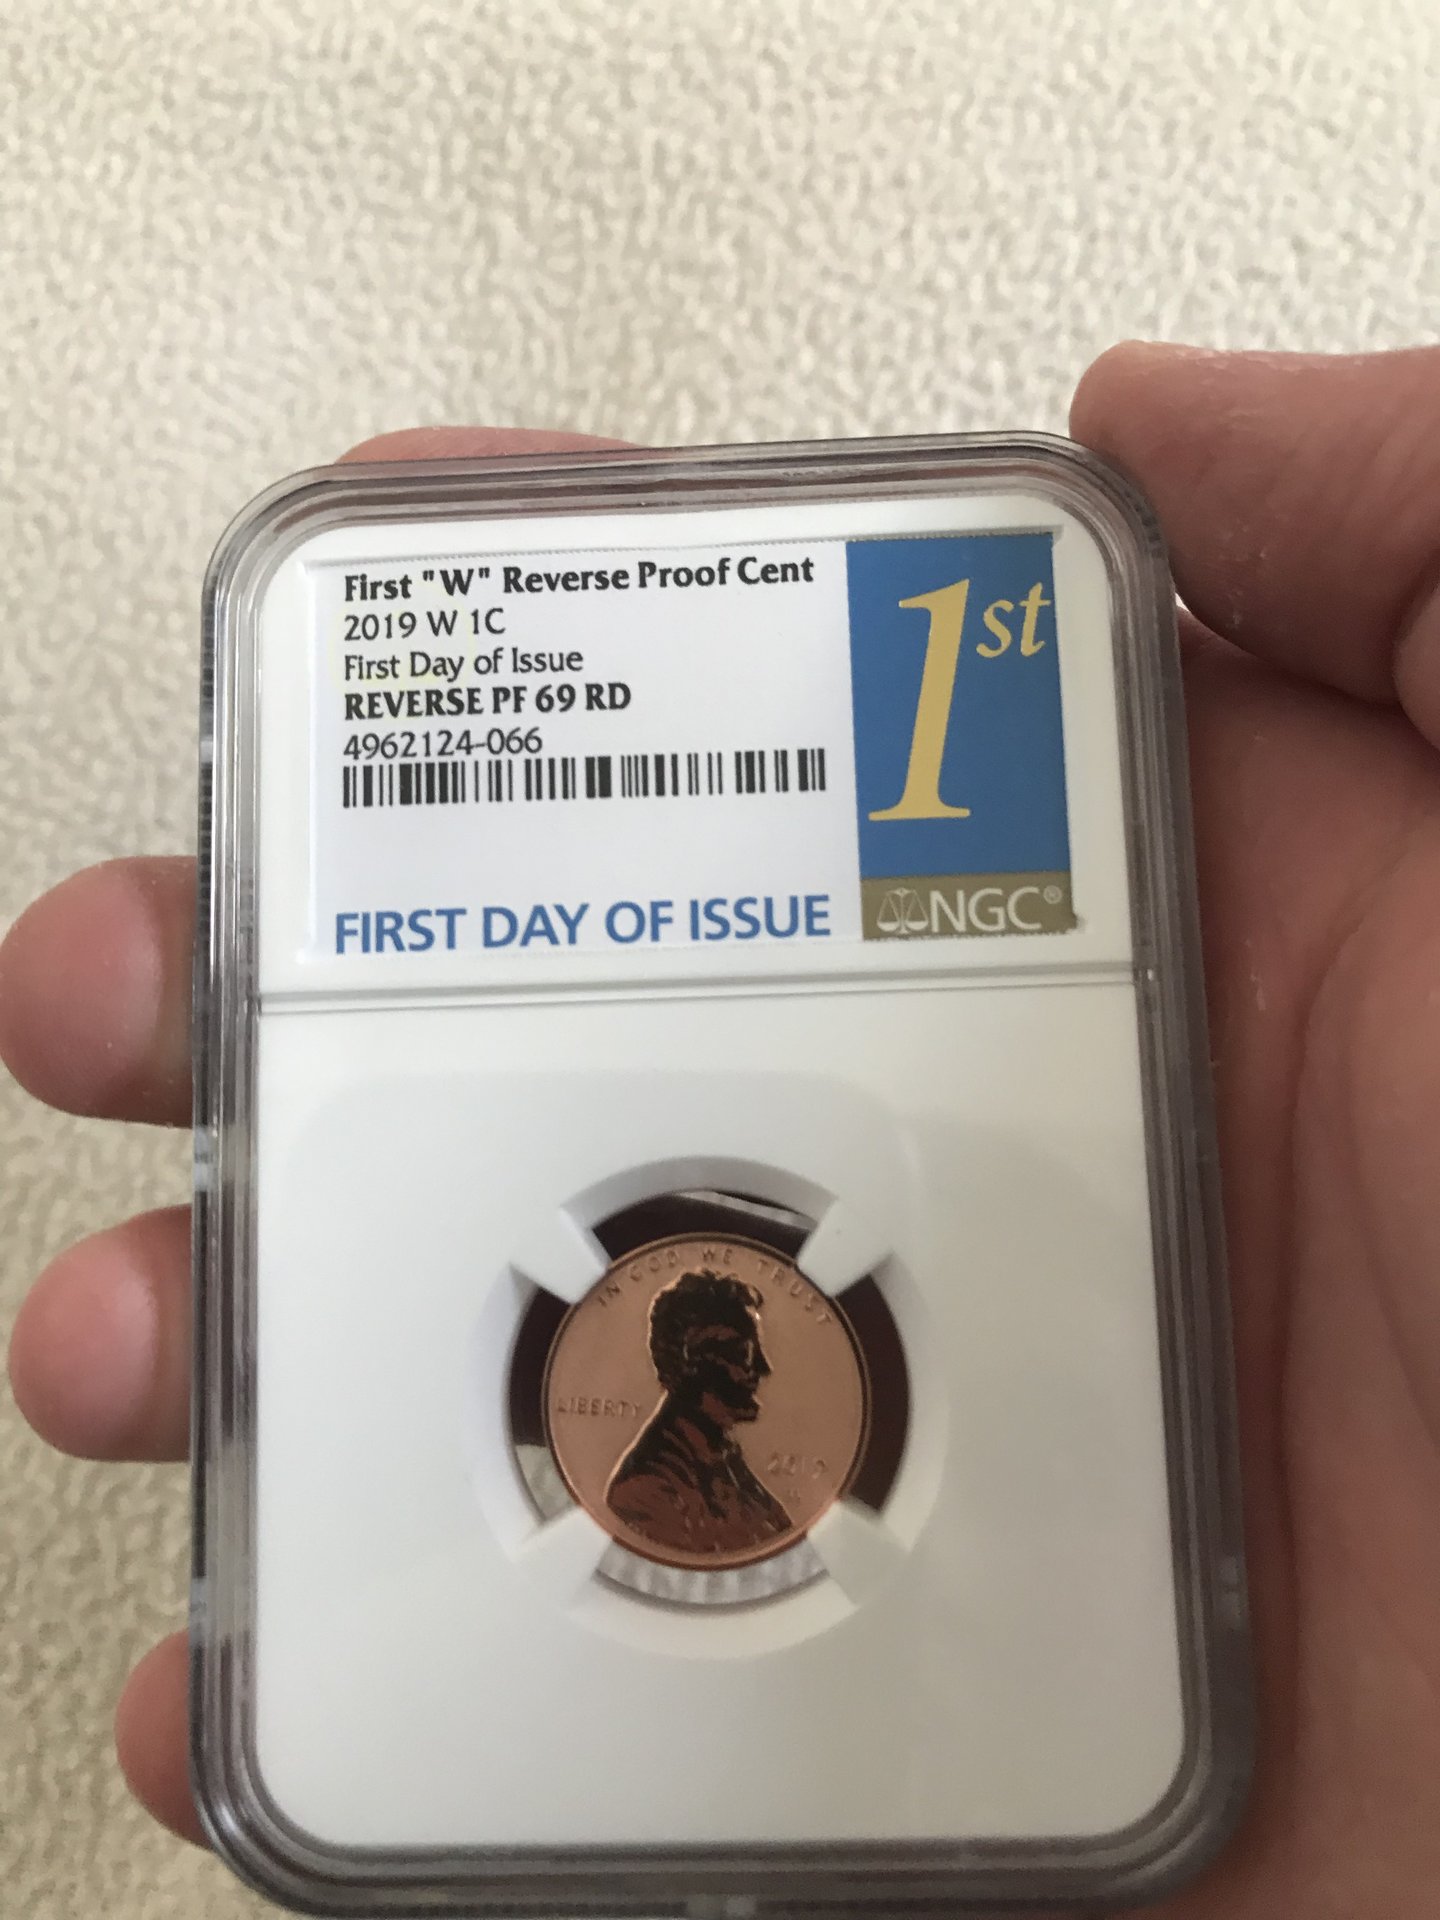 First "W" Reverse Proof Cent
2019 W 1C
First Day of Issue
REVERSE PF 69 RD
4962124-066
FIRST DAY OF ISSUE
1st
NGC®
IN GOD WE TRUST
LIBERTY
2019